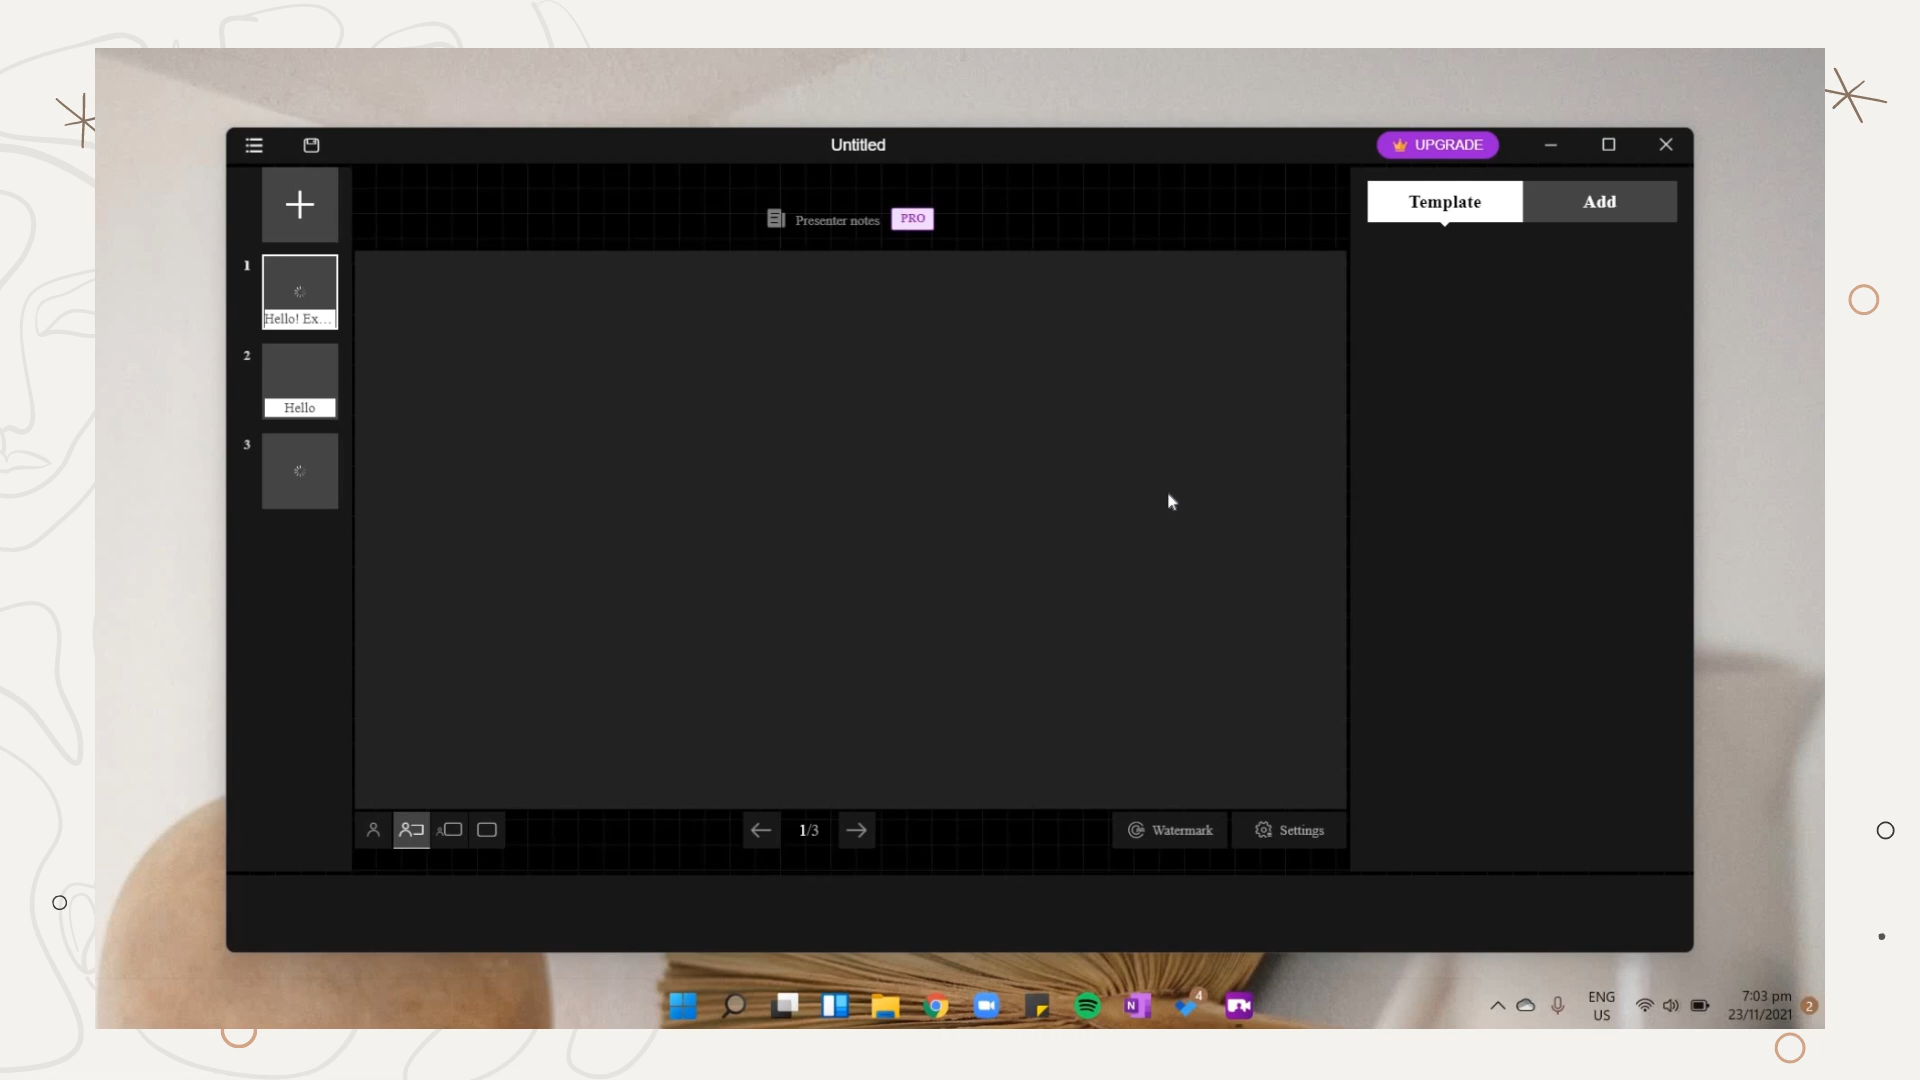 Untitled
UPGRADE
Presenter notes PRO
Template
Add
1
Hello! Ex...
2
Hello
3
1/3
Watermark
Settings
N
4
ENG
US
7:03 pm
23/11/2021
2